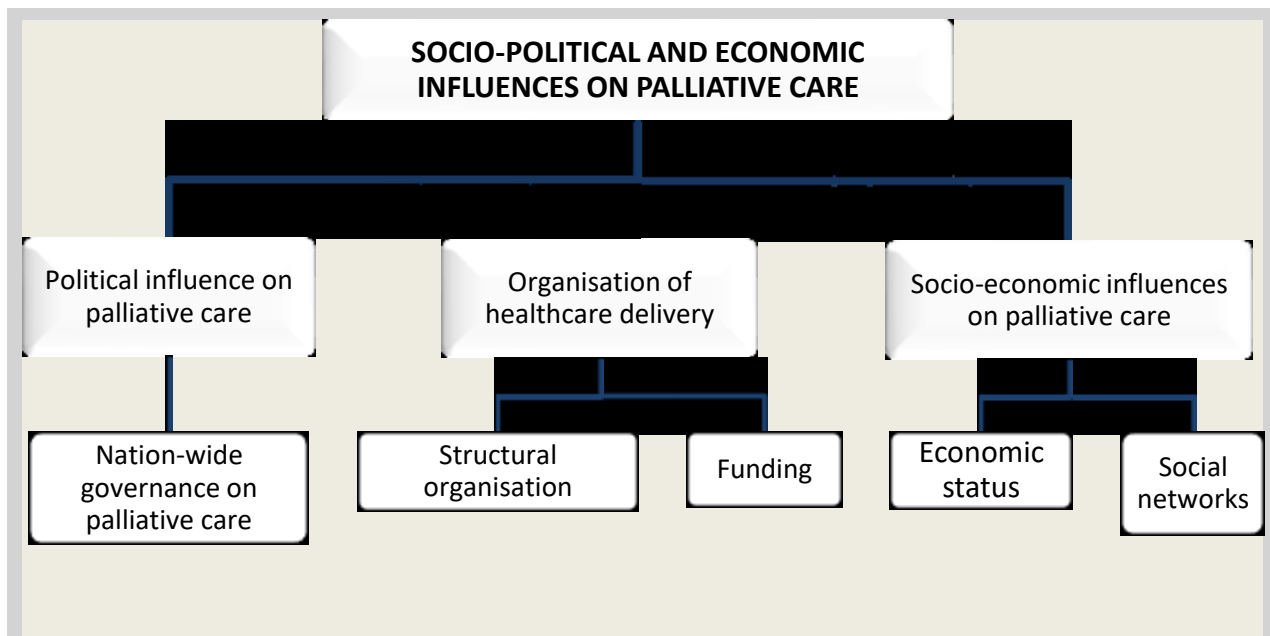 SOCIO-POLITICAL AND ECONOMIC
INFLUENCES ON PALLIATIVE CARE
Political influence on
palliative care
Organisation of
healthcare delivery
Socio-economic influences
on palliative care
Nation-wide
governance on
palliative care
Structural
organisation
Funding
Economic
status
Social
networks